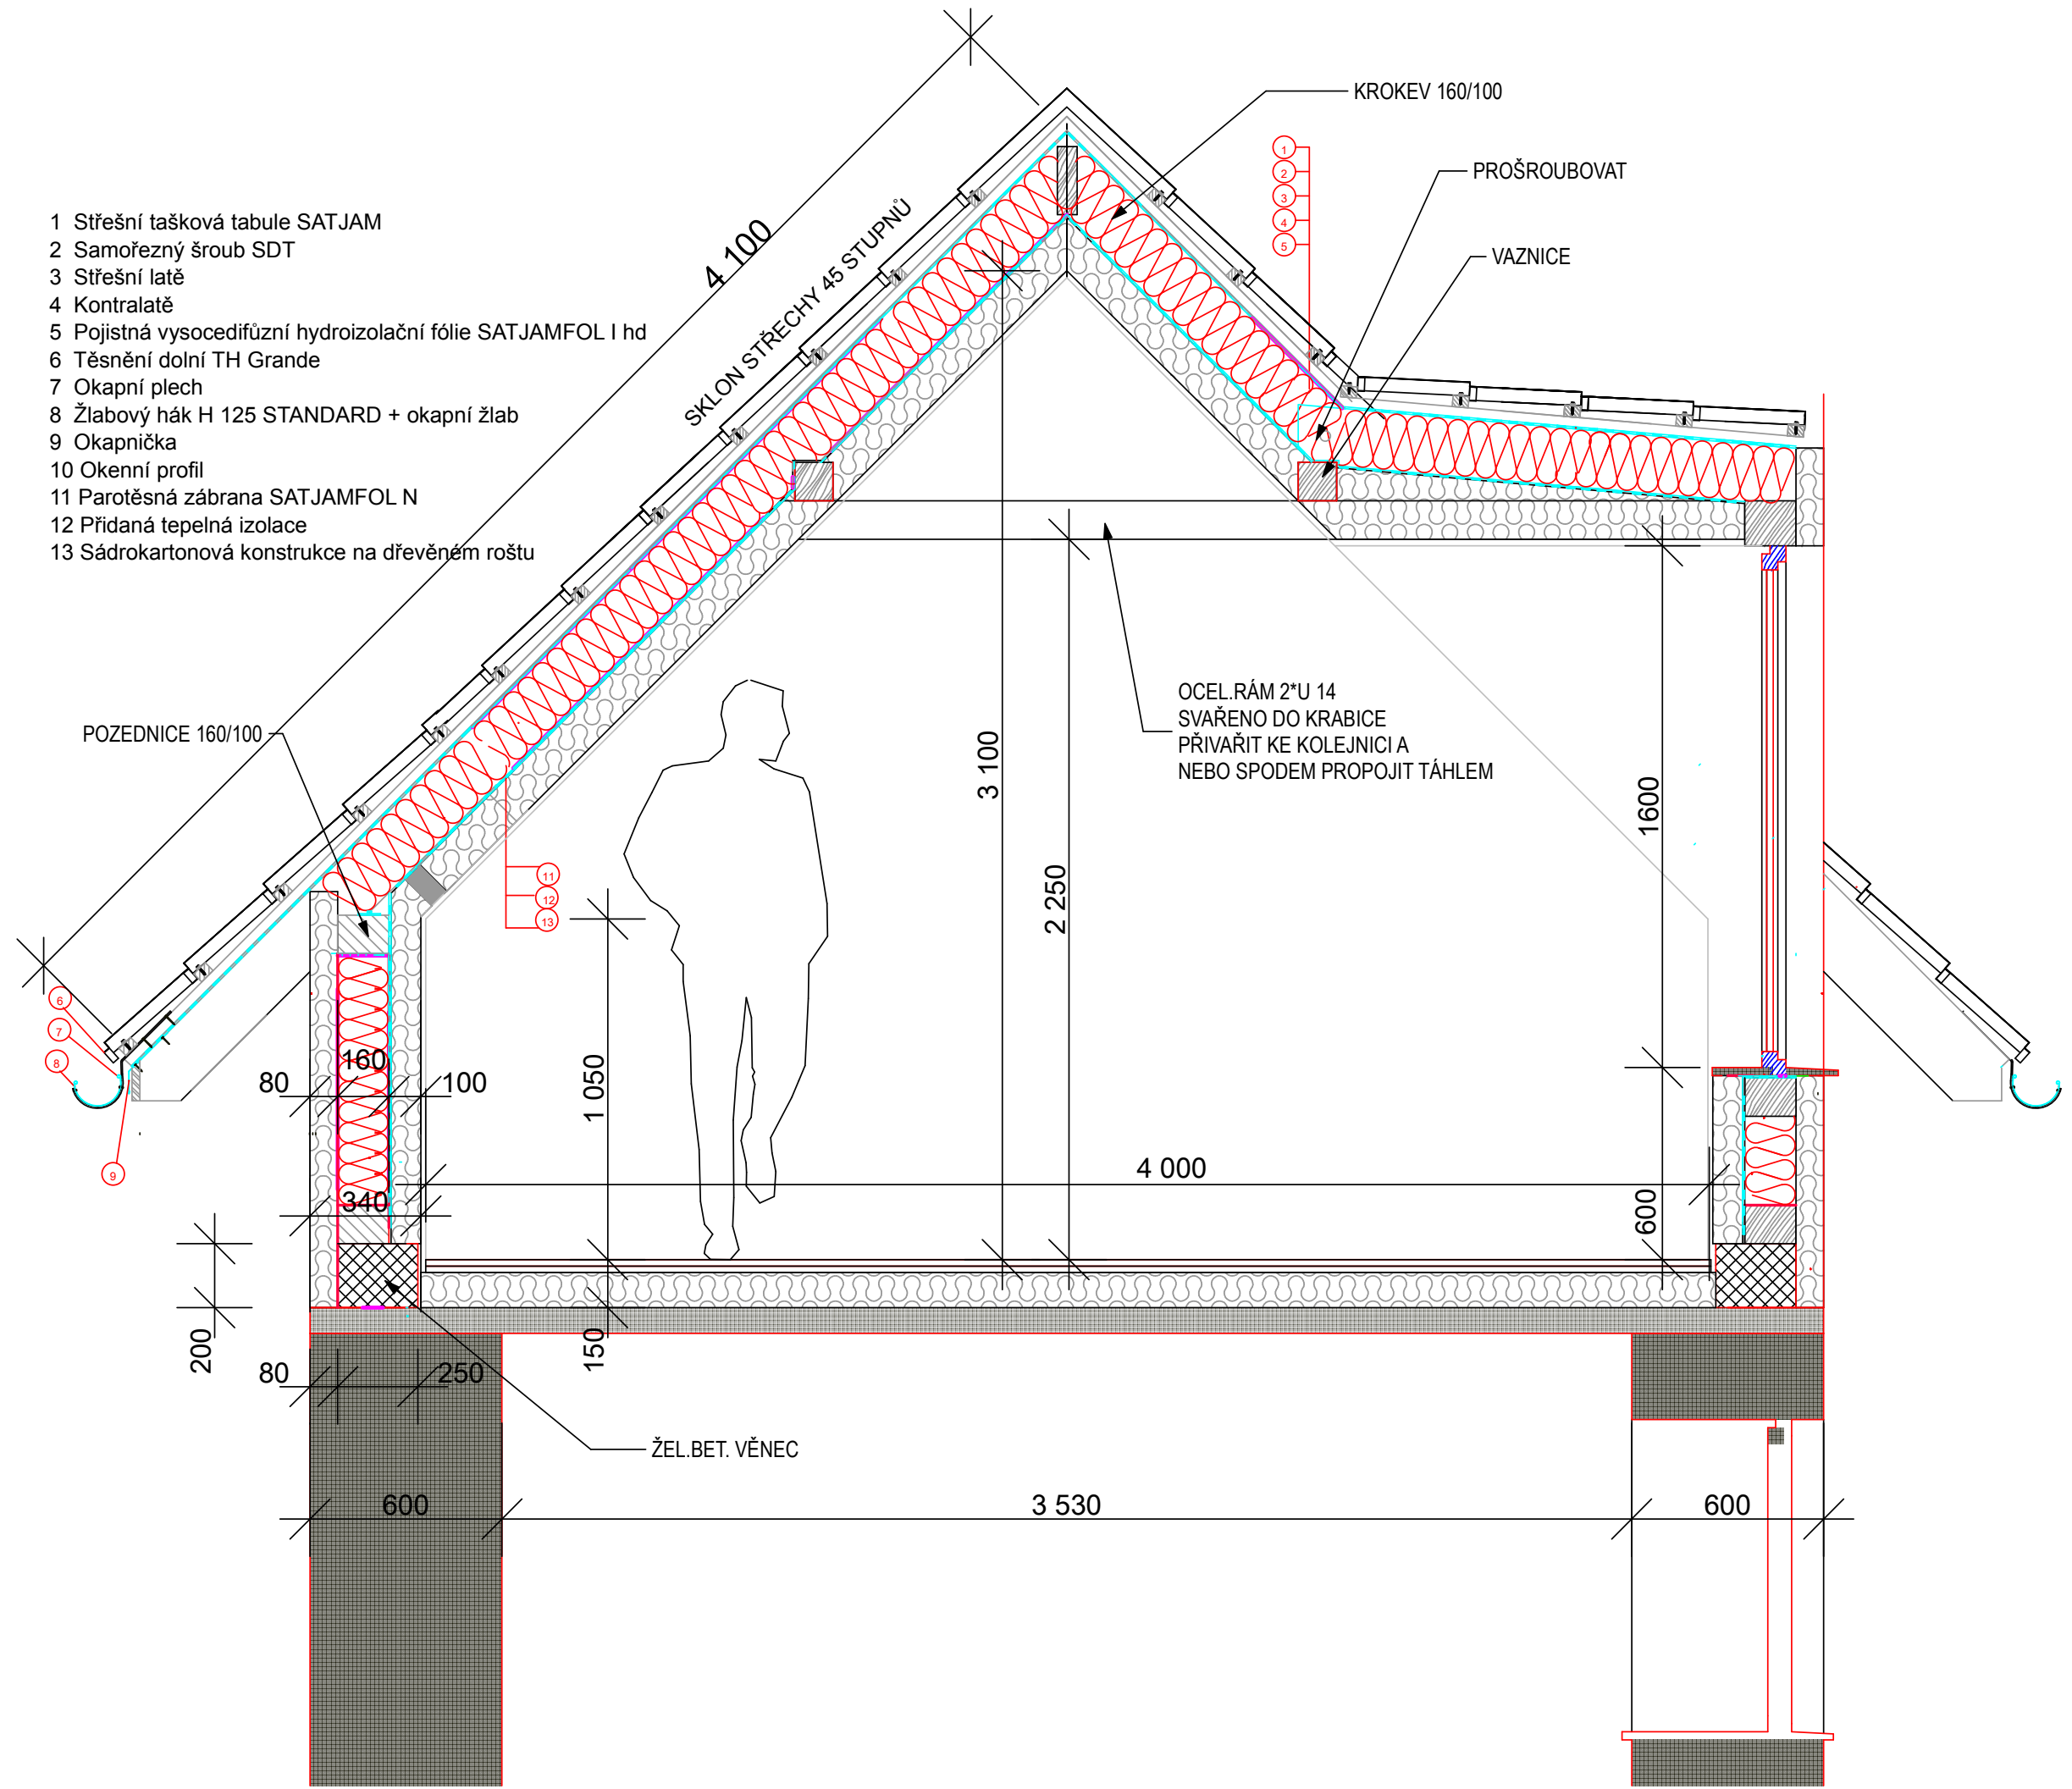 KROKEV 160/100
PROŠROUBOVAT
VAZNICE
1
2
3
4
5
1 Střešní tašková tabule SATJAM
2 Samořezný šroub SDT
3 Střešní latě
4 Kontralatě
5 Pojistná vysocedifůzní hydroizolační fólie SATJAMFOL I hd
6 Těsnění dolní TH Grande
7 Okapní plech
8 Žlabový hák H 125 STANDARD + okapní žlab
9 Okapnička
10 Okenní profil
11 Parotěsná zábrana SATJAMFOL N
12 Přidaná tepelná izolace
13 Sádrokartonová konstrukce na dřevěném roštu
4 100
SKLON STŘECHY 45 STUPNŮ
POZEDNICE 160/100
OCEL.RÁM 2*U 14
SVAŘENO DO KRABICE
PŘIVAŘIT KE KOLEJNICI A
NEBO SPODEM PROPOJIT TÁHLEM
3 100
2 250
1600
11
12
13
6
7
8
9
80
160
100
1 050
4 000
340
600
200
150
80
250
ŽEL.BET. VĚNEC
600
3 530
600